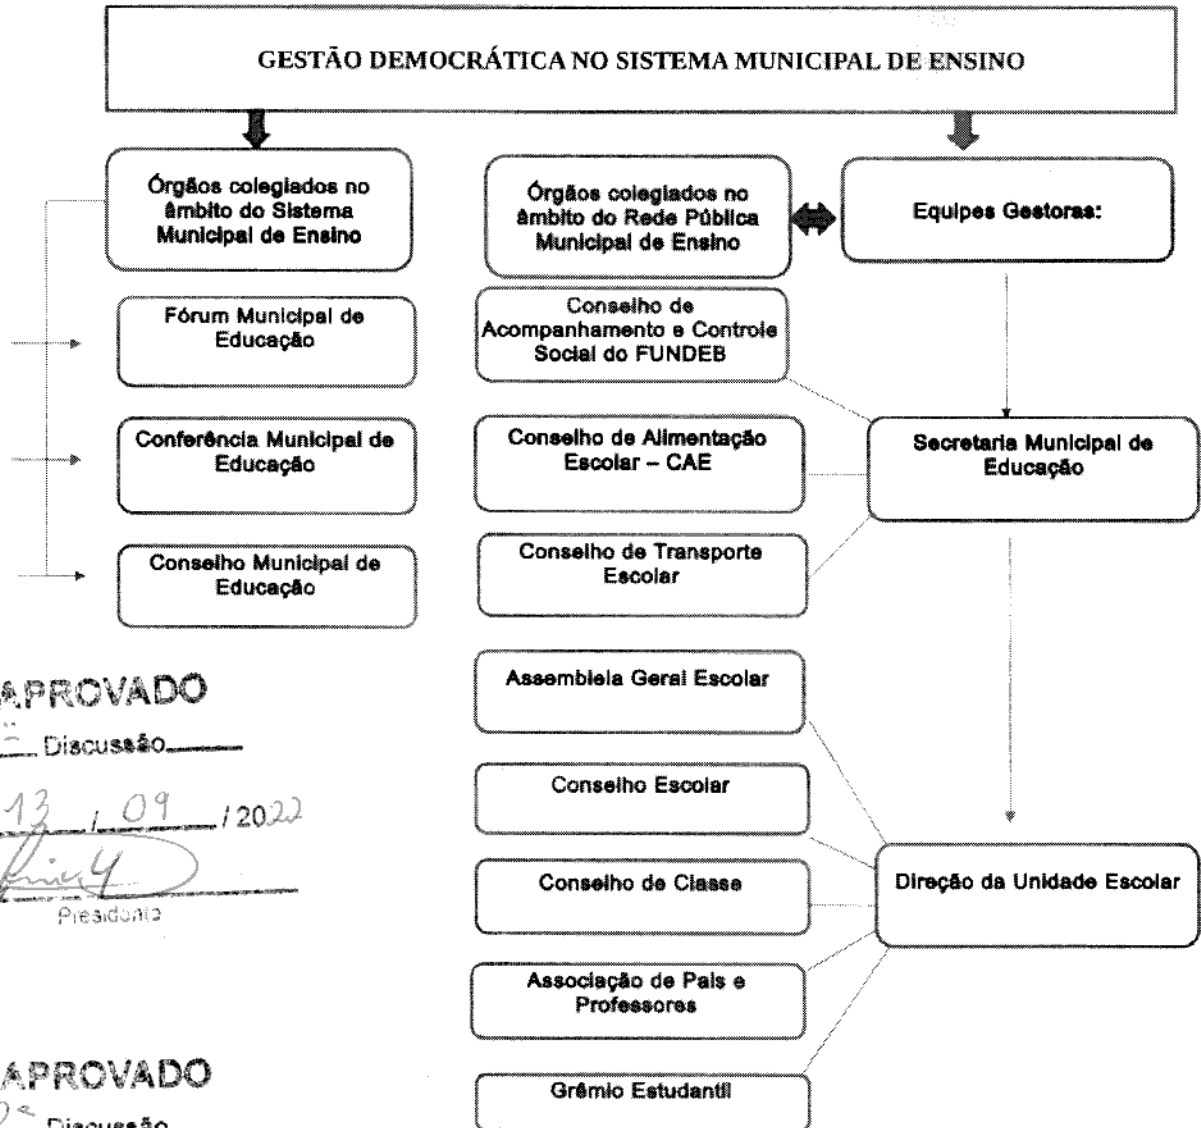 GESTÃO DEMOCRÁTICA NO SISTEMA MUNICIPAL DE ENSINO
Órgãos colegiados no
âmbito do Sistema
Municipal de Ensino
Órgãos colegiados no
âmbito do Rede Pública
Municipal de Ensino
Equipes Gestoras:
Fórum Municipal de
Educação
Conselho de
Acompanhamento e Controle
Social do FUNDEB
Conferência Municipal de
Educação
Conselho de Alimentação
Escolar – CAE
Secretaria Municipal de
Educação
Conselho Municipal de
Educação
Conselho de Transporte
Escolar
Assembleia Geral Escolar
Conselho Escolar
Conselho de Classe
Direção da Unidade Escolar
Associação de Pais e
Professores
Grêmio Estudantil
APROVADO
Discussão
13 / 09 / 2022
Presidente
APROVADO
Discussão